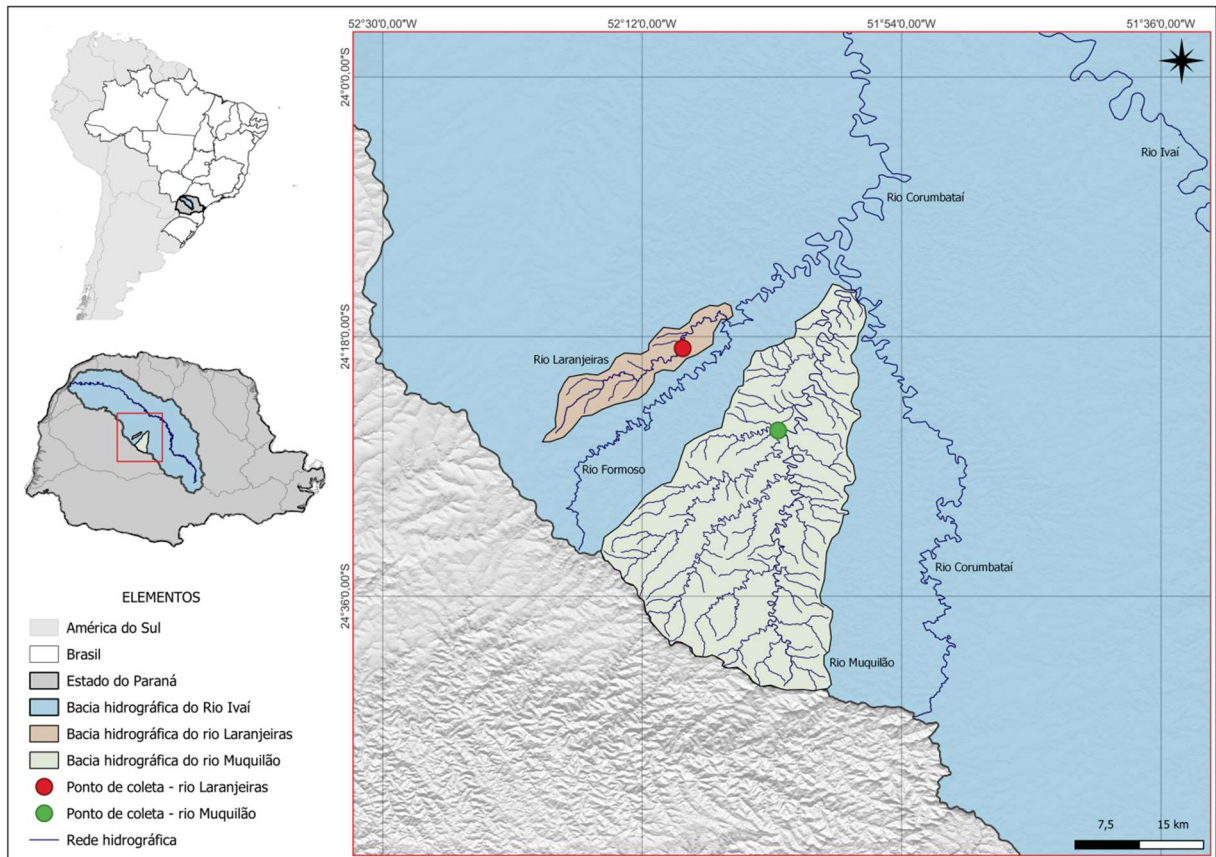 52°30'0,00"W
52°12'0,00"W
51°54'0,00"W
51°36'0,00"W
24°0'0,00"S
24°18'0,00"S
24°36'0,00"S
Rio Ivaí
Rio Corumbataí
Rio Laranjeiras
Rio Formoso
Rio Corumbataí
Rio Muquilão
7,5
15 km
ELEMENTOS
América do Sul
Brasil
Estado do Paraná
Bacia hidrográfica do Rio Ivaí
Bacia hidrográfica do rio Laranjeiras
Bacia hidrográfica do rio Muquilão
Ponto de coleta - rio Laranjeiras
Ponto de coleta - rio Muquilão
Rede hidrográfica